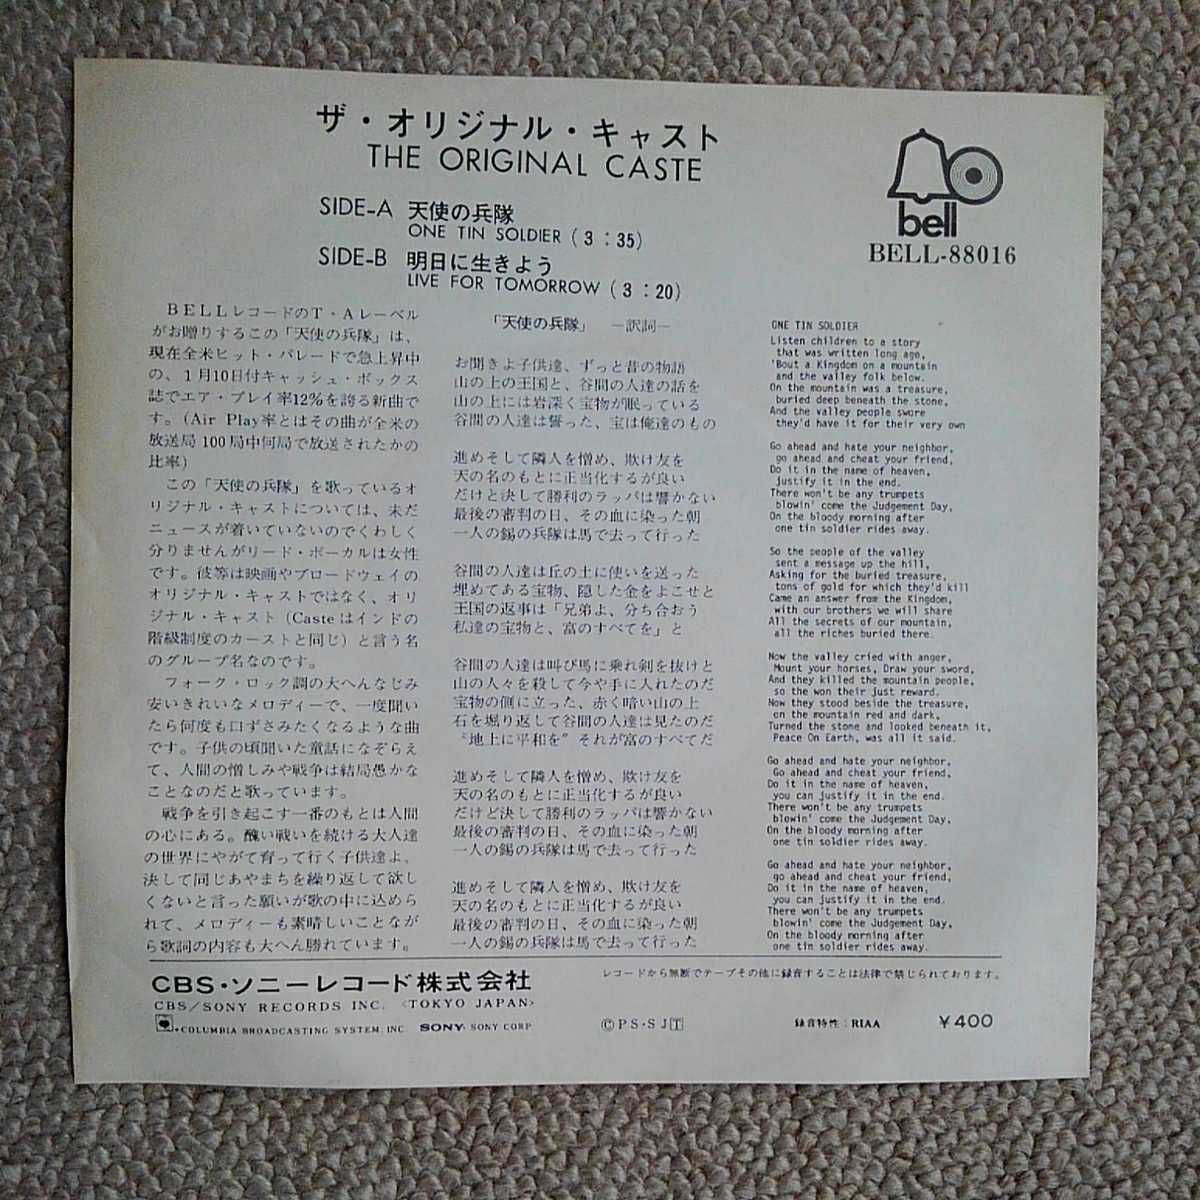 ザ・オリジナル・キャスト
THE ORIGINAL CASTE
SIDE-A 天使の兵隊
ONE TIN SOLDIER (3:35)
SIDE-B 明日に生きよう
LIVE FOR TOMORROW (3:20)
bell
BELL-88016
BELLレコードのT・Aレーベル
がお贈りするこの「天使の兵隊」は、
現在全米ヒット・パレードで急上昇中
の、1月10日付キャッシュ・ボックス
誌でエア・プレイ率12%を誇る新曲で
す。(Air Play率とはその曲が全米の
放送局100局中何局で放送されたかの
比率)
この「天使の兵隊」を歌っているオ
リジナル・キャストについては、未だ
ニュースが着いていないのでくわしく
分りませんがリード・ボーカルは女性
です。彼等は映画やブロードウェイの
オリジナル・キャストではなく、オリ
ジナル・キャスト(Casteはインドの
階級制度のカーストと同じ)と言う名
のグループ名なのです。
フォーク・ロック調の大へんなじみ
安いきれいなメロディーで、一度聞い
たら何度も口ずさみたくなるような曲
です。子供の頃聞いた童話になぞらえ
て、人間の憎しみや戦争は結局愚かな
ことなのだと歌っています。
戦争を引き起こす一番のもとは人間
の心にある。醜い戦いを続ける大人達
の世界にやがて育って行く子供達よ、
決して同じあやまちを繰り返して欲し
くないと言った願いが歌の中に込めら
れて、メロディーも素晴しいことなが
ら歌詞の内容も大へん勝れています。
「天使の兵隊」 —訳詞—
お聞きよ子供達、ずっと昔の物語
山の上の王国と、谷間の人達の話を
山の上には岩深く宝物が眠っている
谷間の人達は誓った、宝は俺達のもの
進めそして隣人を憎め、欺け友を
天の名のもとに正当化するが良い
だけど決して勝利のラッパは響かない
最後の審判の日、その血に染った朝
一人の錫の兵隊は馬で去って行った
谷間の人達は丘の上に使いを送った
埋めてある宝物、隠した金をよこせと
王国の返事は「兄弟よ、分ち合おう
私達の宝物と、富のすべてを」と
谷間の人達は叫び馬に乗れ剣を抜けと
山の人々を殺して今や手に入れたのだ
宝物の側に立った、赤く暗い山の上
石を堀り返して谷間の人達は見たのだ
“地上に平和を”それが富のすべてだ
進めそして隣人を憎め、欺け友を
天の名のもとに正当化するが良い
だけど決して勝利のラッパは響かない
最後の審判の日、その血に染った朝
一人の錫の兵隊は馬で去って行った
進めそして隣人を憎め、欺け友を
天の名のもとに正当化するが良い
最後の審判の日、その血に染った朝
一人の錫の兵隊は馬で去って行った
ONE TIN SOLDIER
Listen children to a story
that was written long ago,
'Bout a Kingdom on a mountain
and the valley folk below.
On the mountain was a treasure,
buried deep beneath the stone,
And the valley people swore
they'd have it for their very own
Go ahead and hate your neighbor,
go ahead and cheat your friend,
Do it in the name of heaven,
justify it in the end.
There won't be any trumpets
blowin' come the Judgement Day,
On the bloody morning after
one tin soldier rides away.
So the people of the valley
sent a message up the hill,
Asking for the buried treasure,
tons of gold for which they'd kill
Came an answer from the Kingdom,
with our brothers we will share
All the secrets of our mountain,
all the riches buried there.
Now the valley cried with anger,
Mount your horses, Draw your sword,
And they killed the mountain people,
so the won their just reward.
Now they stood beside the treasure,
on the mountain red and dark,
Turned the stone and looked beneath it,
Peace On Earth, was all it said.
Go ahead and hate your neighbor,
Go ahead and cheat your friend,
Do it in the name of heaven,
you can justify it in the end.
There won't be any trumpets
blowin' come the Judgement Day,
On the bloody morning after
one tin soldier rides away.
Go ahead and hate your neighbor,
go ahead and cheat your friend,
Do it in the name of heaven,
you can justify it in the end.
There won't be any trumpets
blowin' come the Judgement Day,
On the bloody morning after
one tin soldier rides away.
CBS・ソニーレコード株式会社
CBS/SONY RECORDS INC. <TOKYO JAPAN>
COLUMBIA BROADCASTING SYSTEM, INC. SONY: SONY CORP.
レコードから無断でテープその他に録音することは法律で禁じられております。
ⒸPS・SJ🅃
録音特性：RIAA
¥400